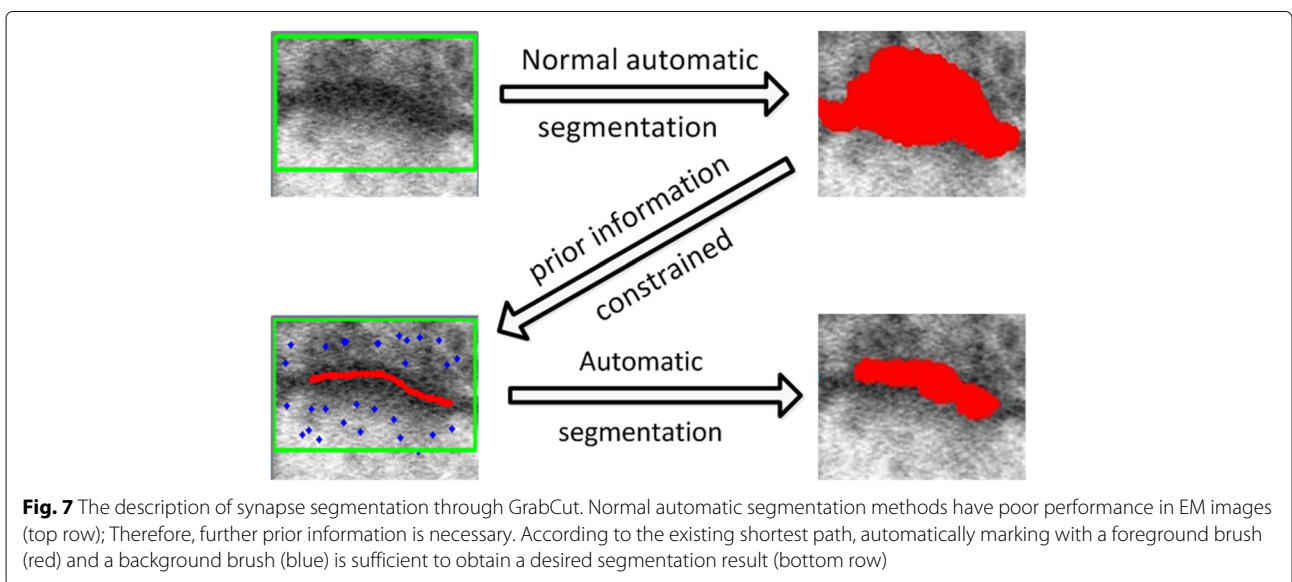 Normal automatic
segmentation
prior information
constrained
Automatic
segmentation
Fig. 7 The description of synapse segmentation through GrabCut. Normal automatic segmentation methods have poor performance in EM images
(top row); Therefore, further prior information is necessary. According to the existing shortest path, automatically marking with a foreground brush
(red) and a background brush (blue) is sufficient to obtain a desired segmentation result (bottom row)